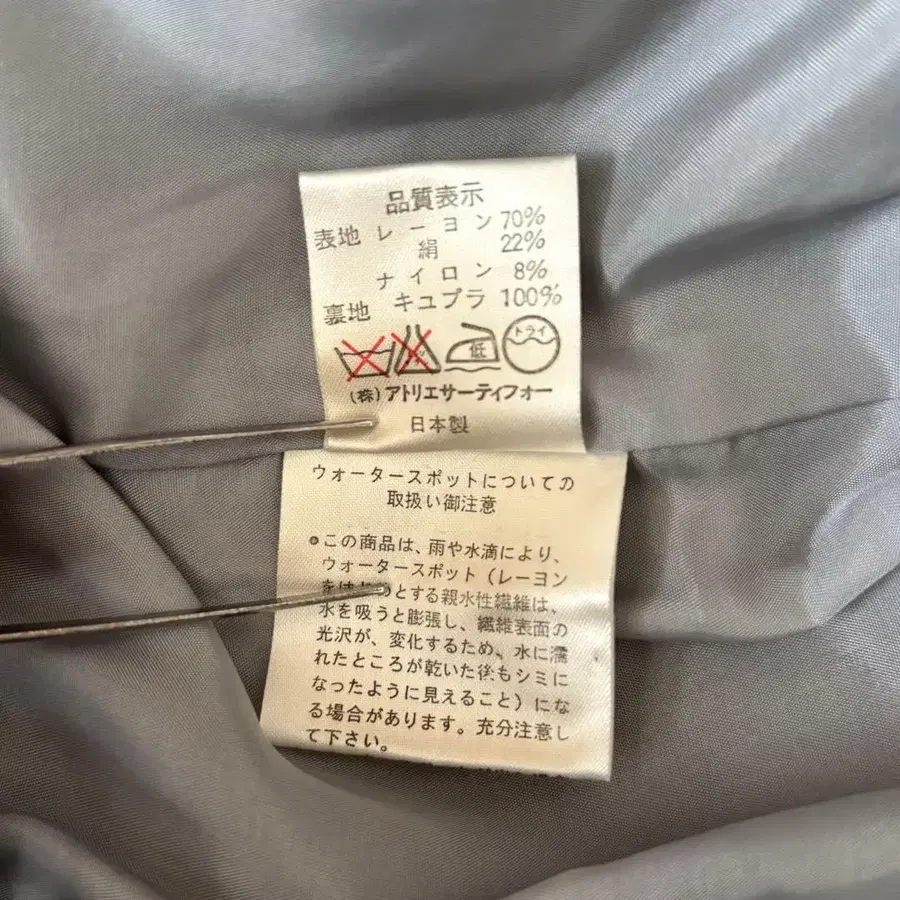 品質表示
表地 レーヨン 70%
絹 22%
ナイロン 8%
裏地 キュプラ 100%
低 ドライ
(株)アトリエサーティフォー
日本製
ウォータースポットについての
取扱い御注意
●この商品は、雨や水滴により、
ウォータースポット(レーヨン
とする親水性繊維は、
水を吸うと膨張し、繊維表面の
光沢が、変化するため、水に濡
れたところが乾いた後もシミに
なったように見えること)にな
る場合があります。充分注意し
て下さい。